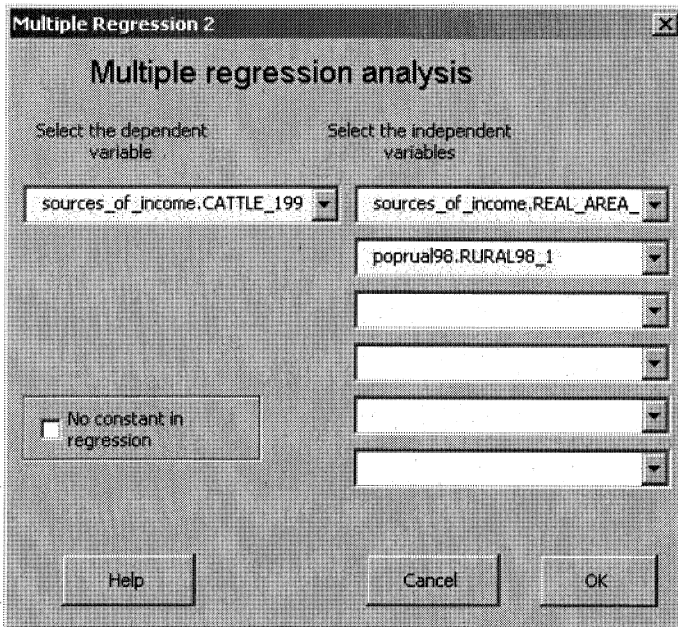 Multiple Regression 2
Multiple regression analysis
Select the dependent
variable
Select the independent
variables
sources_of_income.CATTLE_199
sources_of_income.REAL_AREA_
poprual98.RURAL98_1
No constant in
regression
Help
Cancel
OK